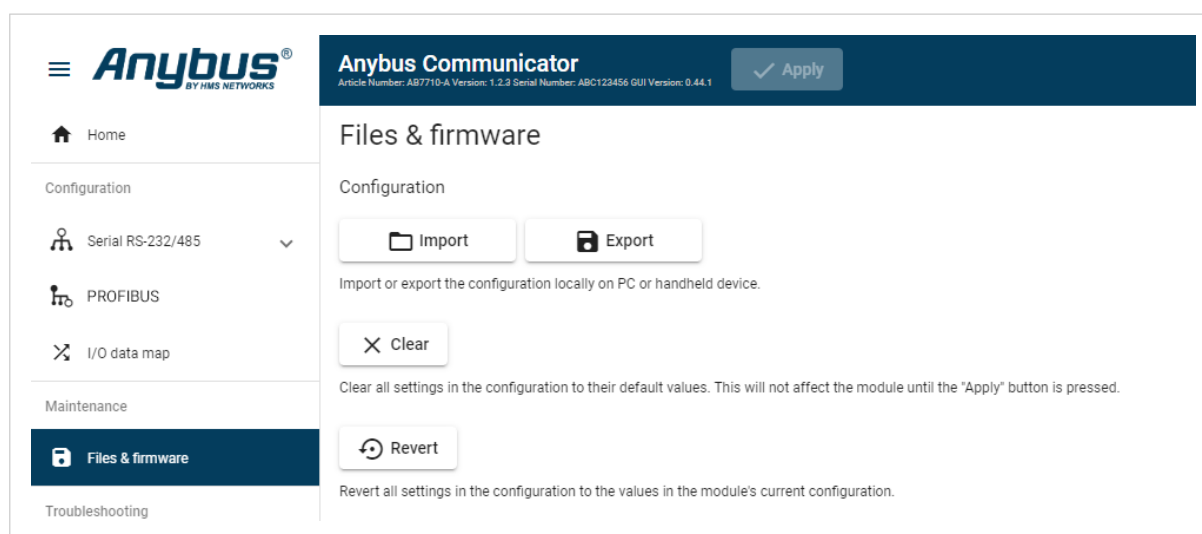 Anybus®
BY HMS NETWORKS
Anybus Communicator
Article Number: AB7710-A Version: 1.2.3 Serial Number: ABC123456 GUI Version: 0.44.1
Apply
Home
Configuration
Serial RS-232/485
PROFIBUS
I/O data map
Maintenance
Files & firmware
Troubleshooting
Files & firmware
Configuration
Import
Export
Import or export the configuration locally on PC or handheld device.
Clear
Clear all settings in the configuration to their default values. This will not affect the module until the "Apply" button is pressed.
Revert
Revert all settings in the configuration to the values in the module's current configuration.